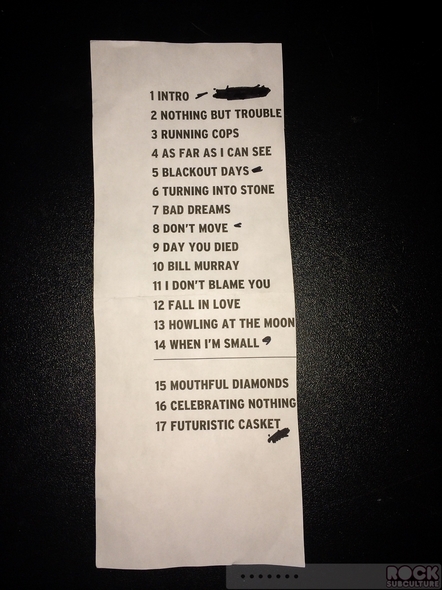 1 INTRO
2 NOTHING BUT TROUBLE
3 RUNNING COPS
4 AS FAR AS I CAN SEE
5 BLACKOUT DAYS
6 TURNING INTO STONE
7 BAD DREAMS
8 DON'T MOVE
9 DAY YOU DIED
10 BILL MURRAY
11 I DON'T BLAME YOU
12 FALL IN LOVE
13 HOWLING AT THE MOON
14 WHEN I'M SMALL
15 MOUTHFUL DIAMONDS
16 CELEBRATING NOTHING
17 FUTURISTIC CASKET
ROCK
SUBCULTURE